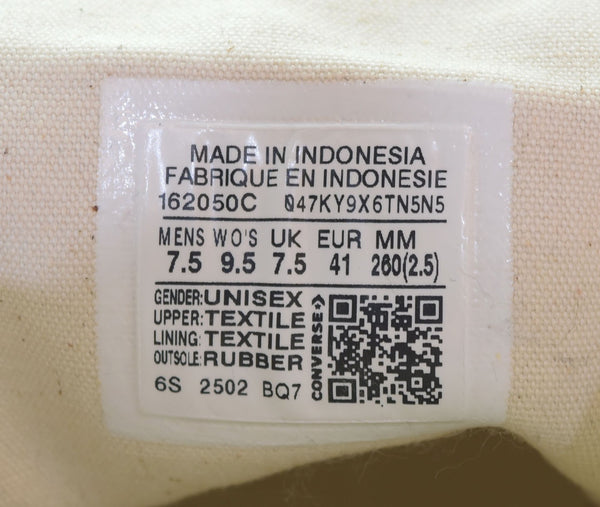 MADE IN INDONESIA
FABRIQUE EN INDONESIE
162050C 047KY9X6TN5N5
MENS WO'S UK EUR MM
7.5 9.5 7.5 41 260(2.5)
GENDER: UNISEX
UPPER: TEXTILE
LINING: TEXTILE
OUTSOLE: RUBBER
CONVERSE
6S 2502 BQ7